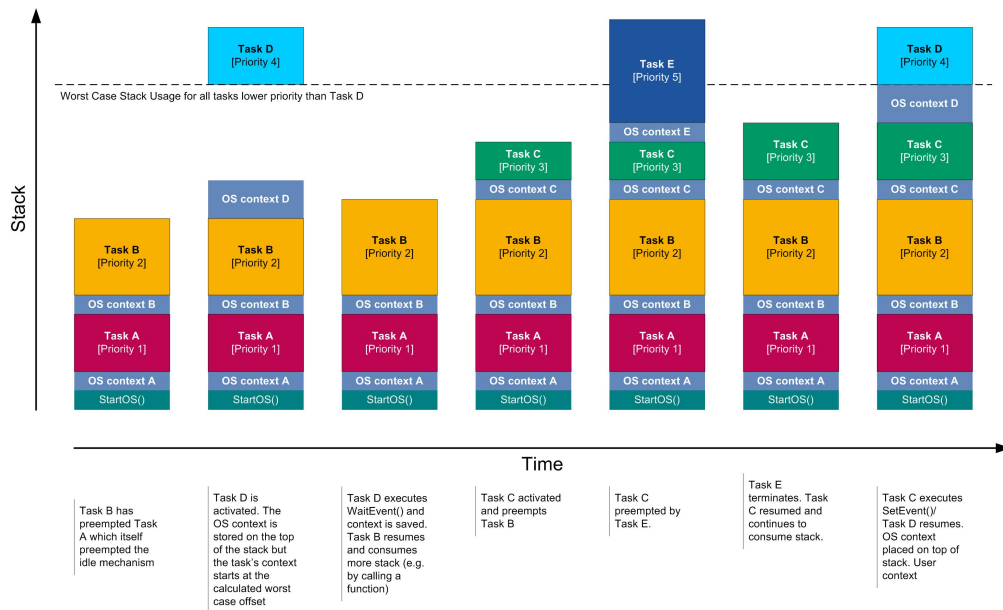 Stack
Worst Case Stack Usage for all tasks lower priority than Task D
Task B
[Priority 2]
OS context B
Task A
[Priority 1]
OS context A
StartOS()
Task D
[Priority 4]
OS context D
Task B
[Priority 2]
OS context B
Task A
[Priority 1]
OS context A
StartOS()
Task B
[Priority 2]
OS context B
Task A
[Priority 1]
OS context A
StartOS()
Task C
[Priority 3]
OS context C
Task B
[Priority 2]
OS context B
Task A
[Priority 1]
OS context A
StartOS()
Task E
[Priority 5]
OS context E
Task C
[Priority 3]
OS context C
Task B
[Priority 2]
OS context B
Task A
[Priority 1]
OS context A
StartOS()
Task C
[Priority 3]
OS context C
Task B
[Priority 2]
OS context B
Task A
[Priority 1]
OS context A
StartOS()
Task D
[Priority 4]
OS context D
Task C
[Priority 3]
OS context C
Task B
[Priority 2]
OS context B
Task A
[Priority 1]
OS context A
StartOS()
Time
Task B has
preempted Task
A which itself
preempted the
idle mechanism
Task D is
activated. The
OS context is
stored on the top
of the stack but
the task's context
starts at the
calculated worst
case offset
Task D executes
WaitEvent() and
context is saved.
Task B resumes
and consumes
more stack (e.g.
by calling a
function)
Task C activated
and preempts
Task B
Task C
preempted by
Task E.
Task E
terminates. Task
C resumed and
continues to
consume stack.
Task C executes
SetEvent()/
Task D resumes.
OS context
placed on top of
stack. User
context